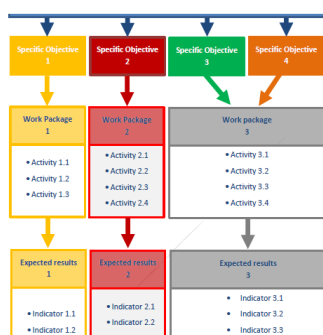 Specific Objective
1
Specific Objective
2
Specific Objective
3
Specific Objective
4
Work Package
1
• Activity 1.1
• Activity 1.2
• Activity 1.3
Work Package
2
• Activity 2.1
• Activity 2.2
• Activity 2.3
• Activity 2.4
Work package
3
• Activity 3.1
• Activity 3.2
• Activity 3.3
• Activity 3.4
Expected results
1
• Indicator 1.1
• Indicator 1.2
Expected results
2
• Indicator 2.1
• Indicator 2.2
Expected results
3
• Indicator 3.1
• Indicator 3.2
• Indicator 3.3